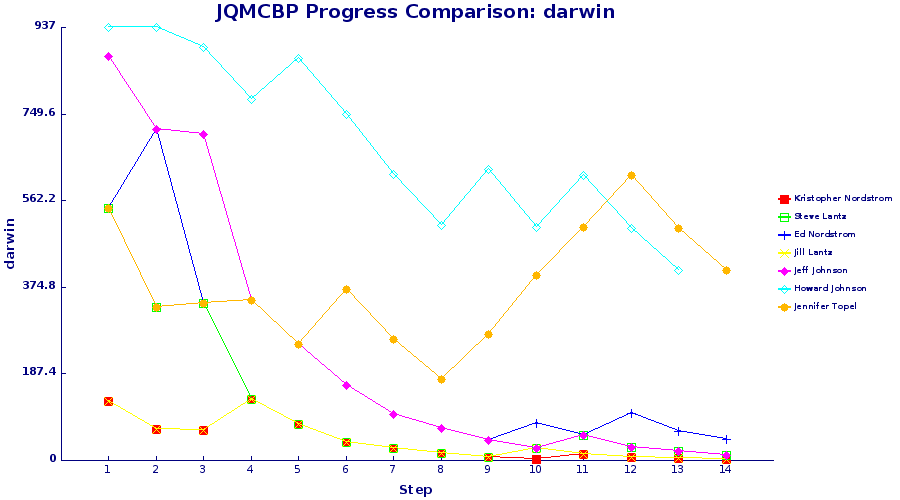 JQMCBP Progress Comparison: darwin
937
749.6
562.2
374.8
187.4
0
darwin
1 2 3 4 5 6 7 8 9 10 11 12 13 14
Step
Kristopher Nordstrom
Steve Lantz
Ed Nordstrom
Jill Lantz
Jeff Johnson
Howard Johnson
Jennifer Topel